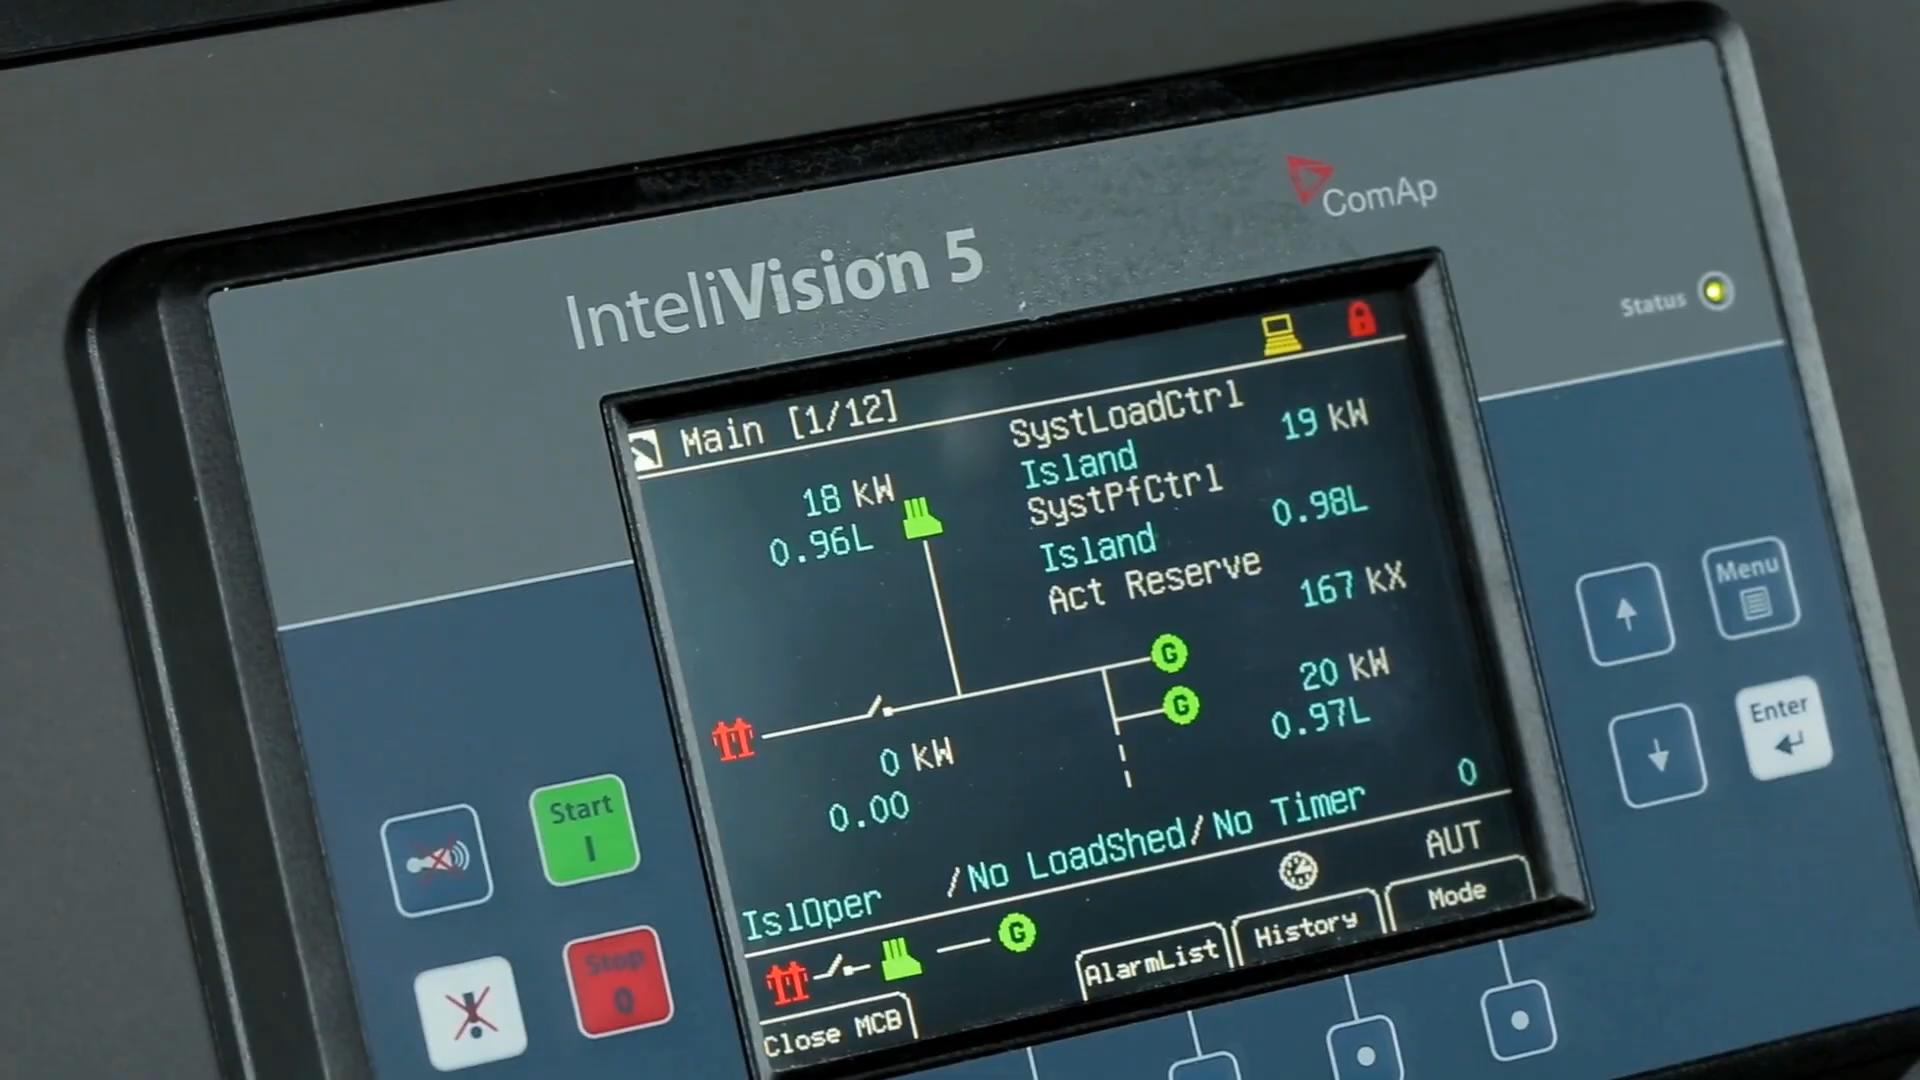 ComAp
InteliVision 5
Status
Main [1/12]
SystLoadCtrl
18 kW
Island
19 kW
0.96L
SystPfCtrl
Island
0.98L
Act Reserve
167 kX
G
20 kW
G
0.97L
0 kW
0.00
0
IslOper /No LoadShed/No Timer
AUT
G
Close MCB
AlarmList
History
Mode
Start
I
Stop
0
Menu
Enter